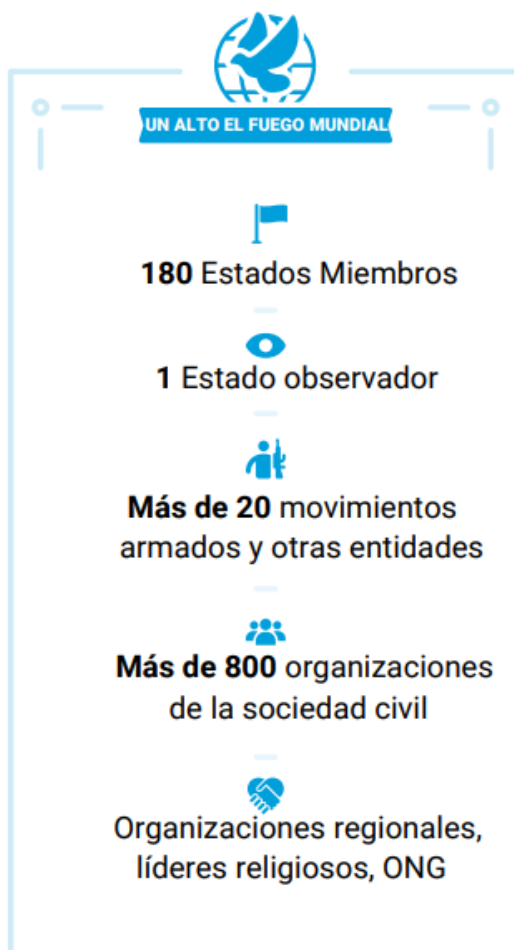 UN ALTO EL FUEGO MUNDIAL
180 Estados Miembros
1 Estado observador
Más de 20 movimientos
armados y otras entidades
Más de 800 organizaciones
de la sociedad civil
Organizaciones regionales,
líderes religiosos, ONG